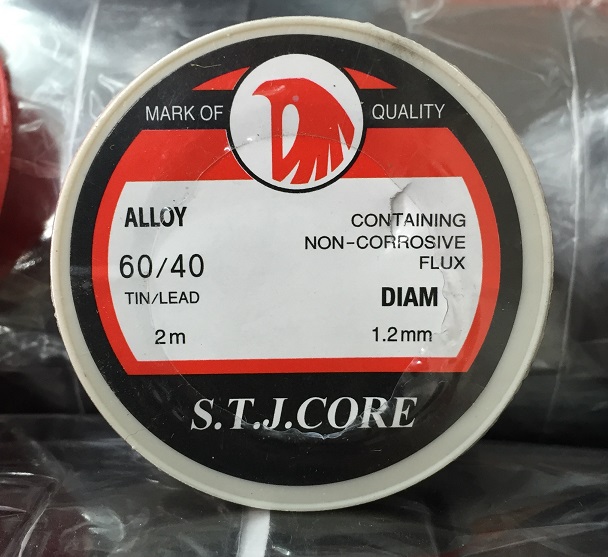 MARK OF QUALITY
ALLOY
60/40
TIN/LEAD
2m
CONTAINING
NON-CORROSIVE
FLUX
DIAM
1.2mm
S.T.J.CORE